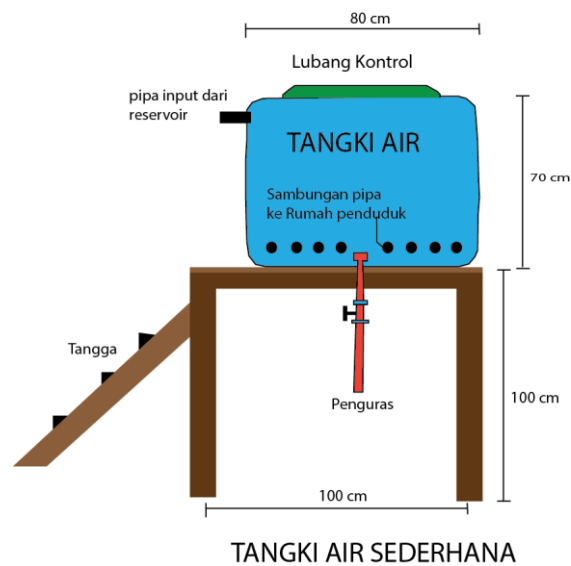 80 cm
Lubang Kontrol
pipa input dari
reservoir
TANGKI AIR
70 cm
Sambungan pipa
ke Rumah penduduk
Tangga
Penguras
100 cm
100 cm
TANGKI AIR SEDERHANA